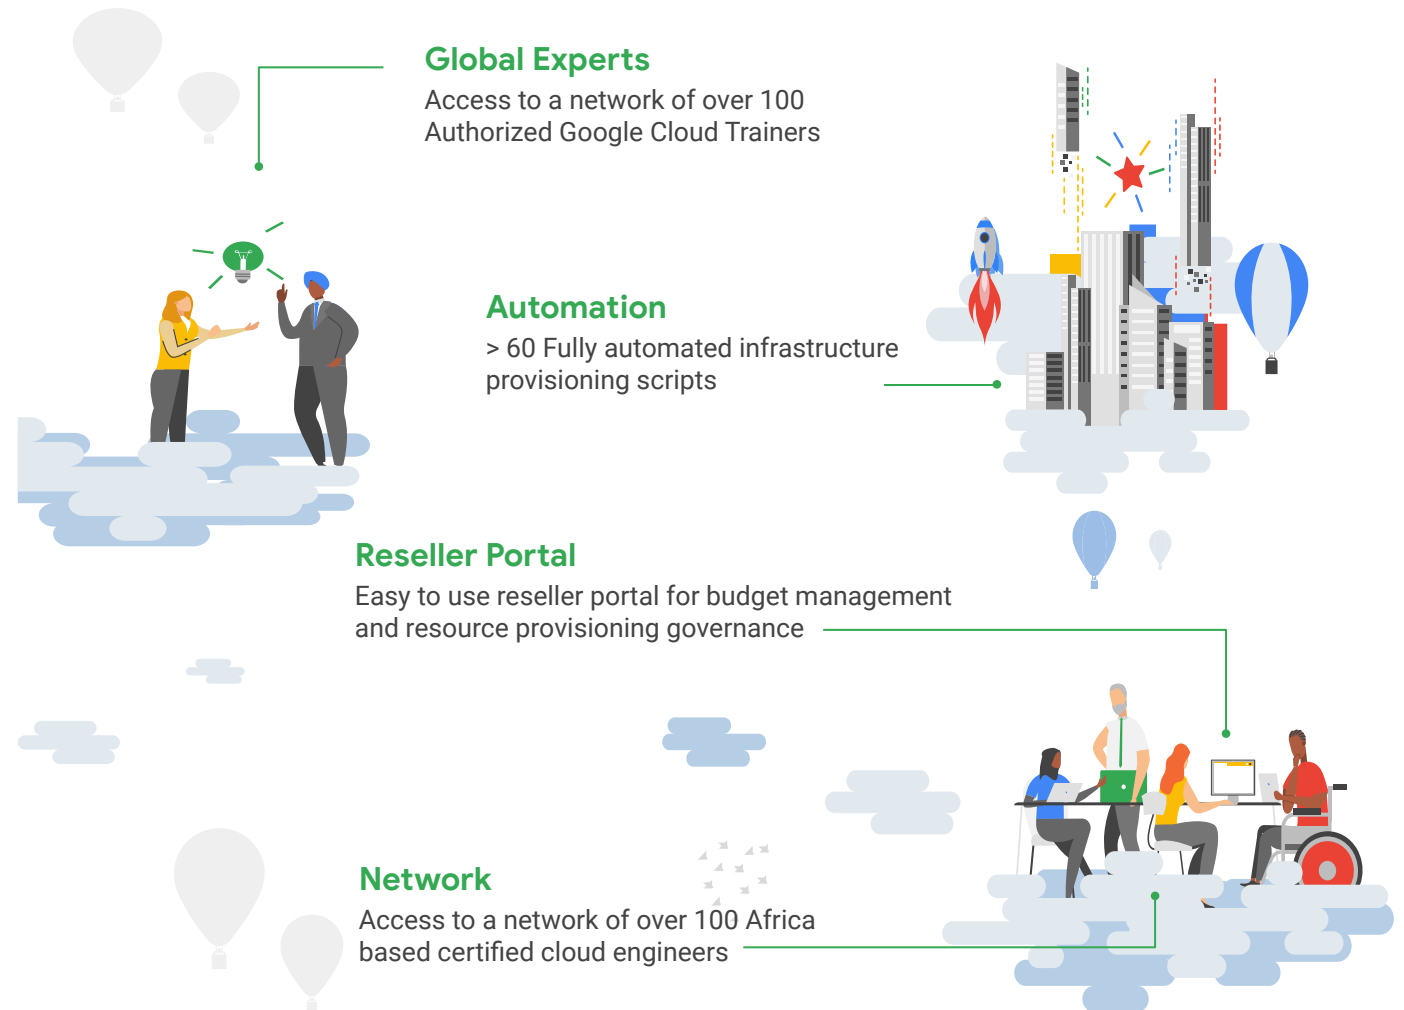 Global Experts
Access to a network of over 100
Authorized Google Cloud Trainers
Automation
> 60 Fully automated infrastructure
provisioning scripts
Reseller Portal
Easy to use reseller portal for budget management
and resource provisioning governance
Network
Access to a network of over 100 Africa
based certified cloud engineers